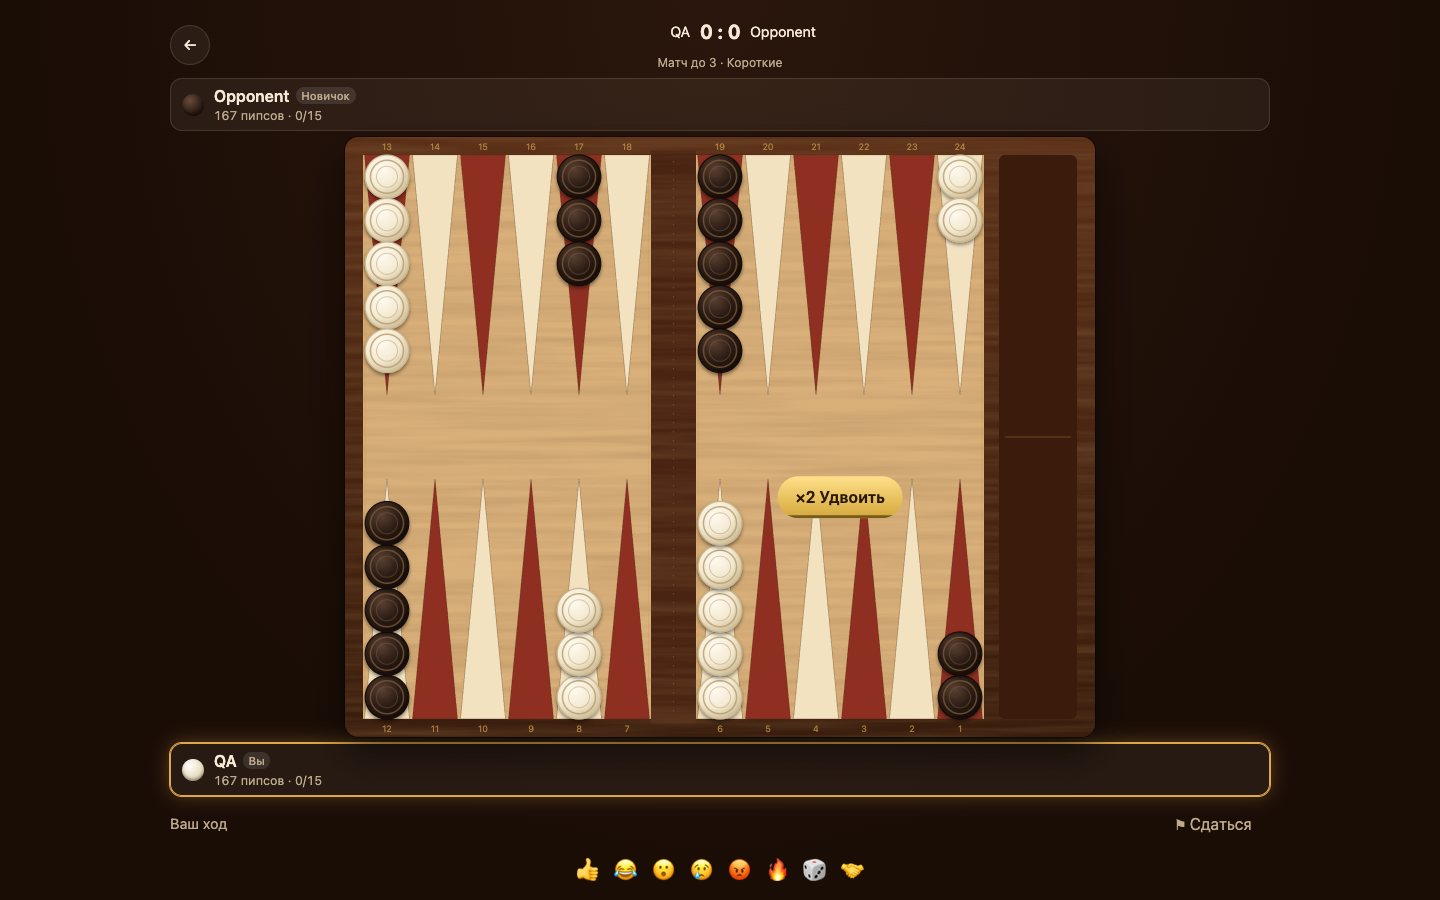 QA 0 : 0 Opponent
Матч до 3 · Короткие
Opponent Новичок
167 пипсов · 0/15
13 14 15 16 17 18 19 20 21 22 23 24
×2 Удвоить
12 11 10 9 8 7 6 5 4 3 2 1
QA Вы
167 пипсов · 0/15
Ваш ход
⚑ Сдаться